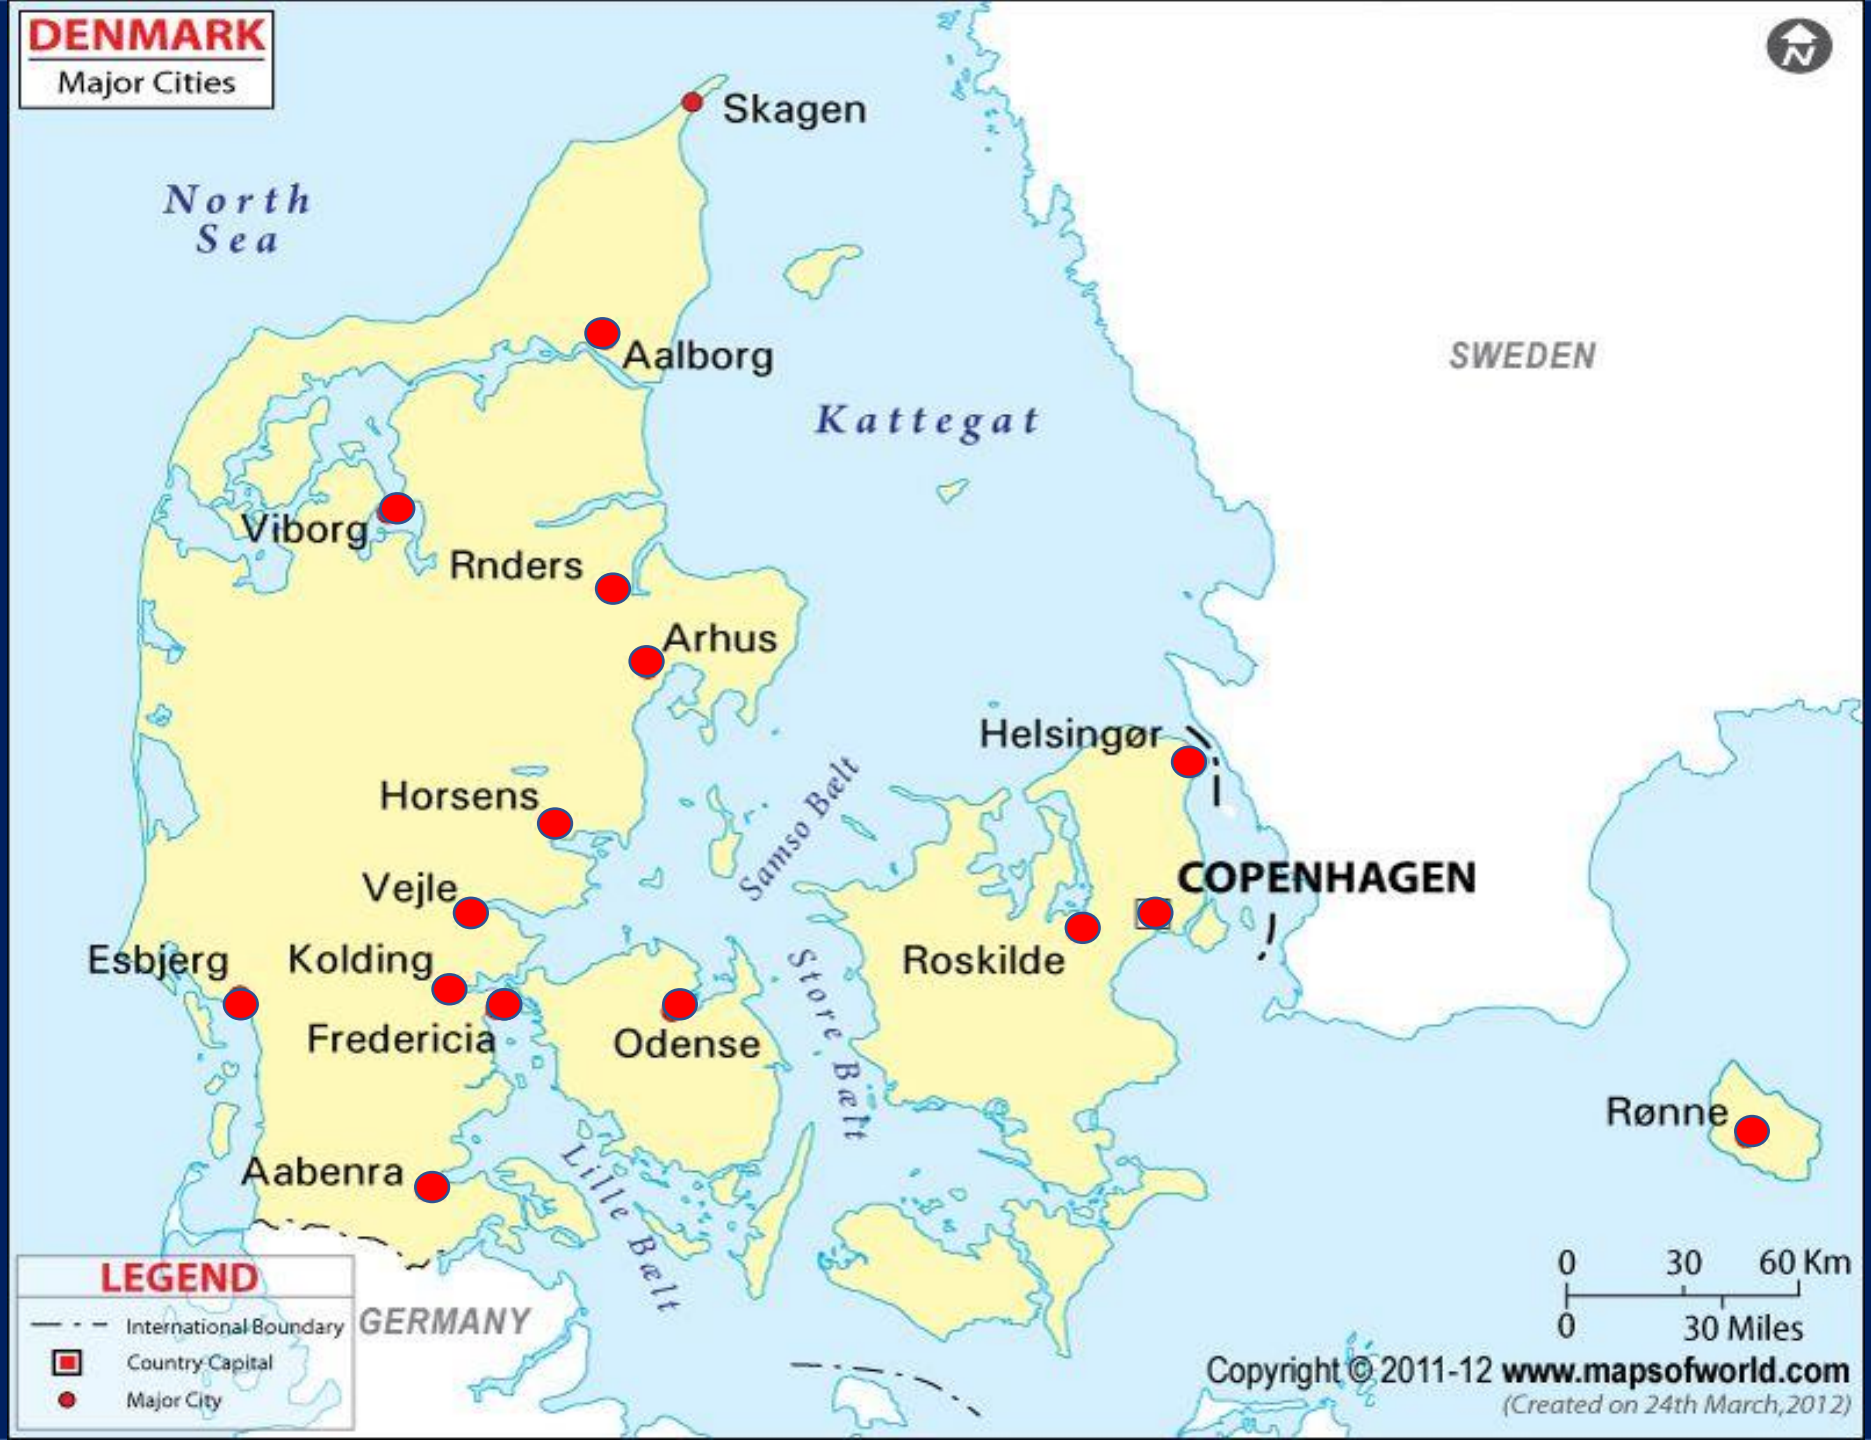 DENMARK
Major Cities
N
Skagen
North
Sea
Aalborg
SWEDEN
Kattegat
Viborg
Rnders
Arhus
Helsingør
Samso Bælt
Horsens
COPENHAGEN
Vejle
Esbjerg
Kolding
Roskilde
Store Bælt
Fredericia
Odense
Rønne
Aabenra
Lille Bælt
0 30 60 Km
0 30 Miles
LEGEND
International Boundary
Country Capital
Major City
GERMANY
Copyright © 2011-12 www.mapsofworld.com
(Created on 24th March,2012)